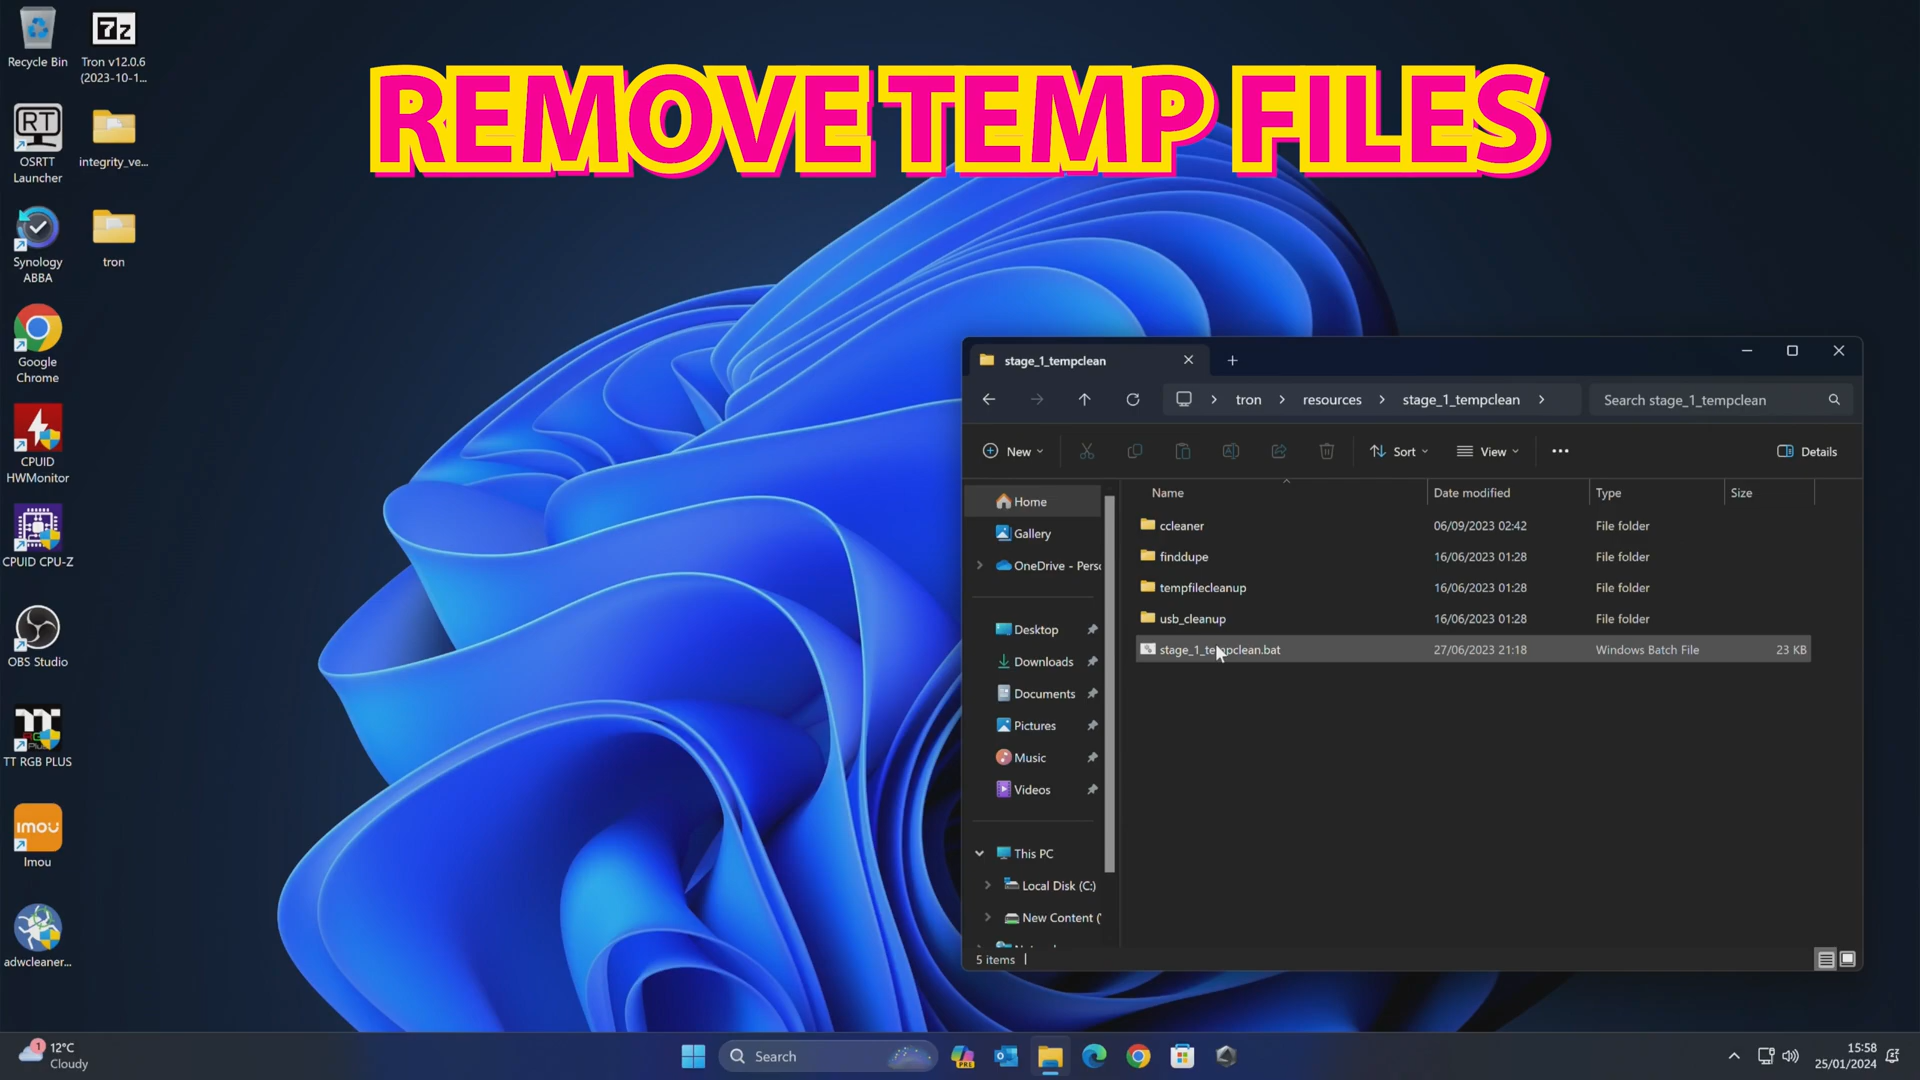 REMOVE TEMP FILES
Recycle Bin
7z
Tron v12.0.6
(2023-10-1...
RT
OSRTT
Launcher
integrity_ve...
Synology
ABBA
tron
Google
Chrome
CPUID
HWMonitor
CPUID CPU-Z
OBS Studio
TT RGB PLUS
imou
Imou
adwcleaner...
stage_1_tempclean
tron
resources
stage_1_tempclean
Search stage_1_tempclean
New
Sort
View
Details
Name
Date modified
Type
Size
ccleaner 06/09/2023 02:42 File folder
finddupe 16/06/2023 01:28 File folder
tempfilecleanup 16/06/2023 01:28 File folder
usb_cleanup 16/06/2023 01:28 File folder
stage_1_tempclean.bat 27/06/2023 21:18 Windows Batch File 23 KB
Home
Gallery
OneDrive - Perso
Desktop
Downloads
Documents
Pictures
Music
Videos
This PC
Local Disk (C:)
New Content (
5 items
1
12°C
Cloudy
Search
PRE
15:58
25/01/2024